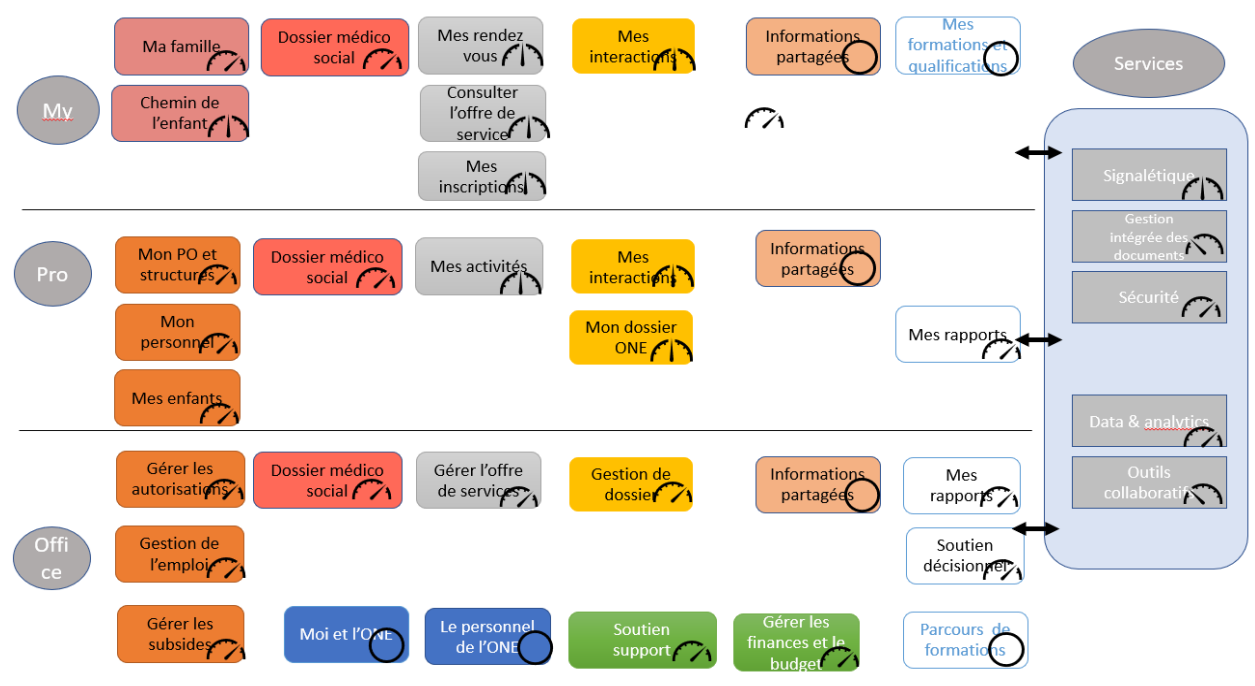 Ma famille
Dossier médico
social
Mes rendez
vous
Mes
interactions
Informations
partagées
Mes
formations et
qualifications
Services
My
Chemin de
l’enfant
Consulter
l’offre de
service
Mes
inscriptions
Signalétique
Gestion
intégrée des
documents
Sécurité
Data & analytics
Outils
collaboratifs
Pro
Mon PO et
structures
Dossier médico
social
Mes activités
Mes
interactions
Informations
partagées
Mon
personnel
Mon dossier
ONE
Mes rapports
Mes enfants
Offi
ce
Gérer les
autorisations
Dossier médico
social
Gérer l’offre
de services
Gestion de
dossier
Informations
partagées
Mes
rapports
Gestion de
l’emploi
Soutien
décisionnel
Gérer les
subsides
Moi et l’ONE
Le personnel
de l’ONE
Soutien
support
Gérer les
finances et le
budget
Parcours de
formations